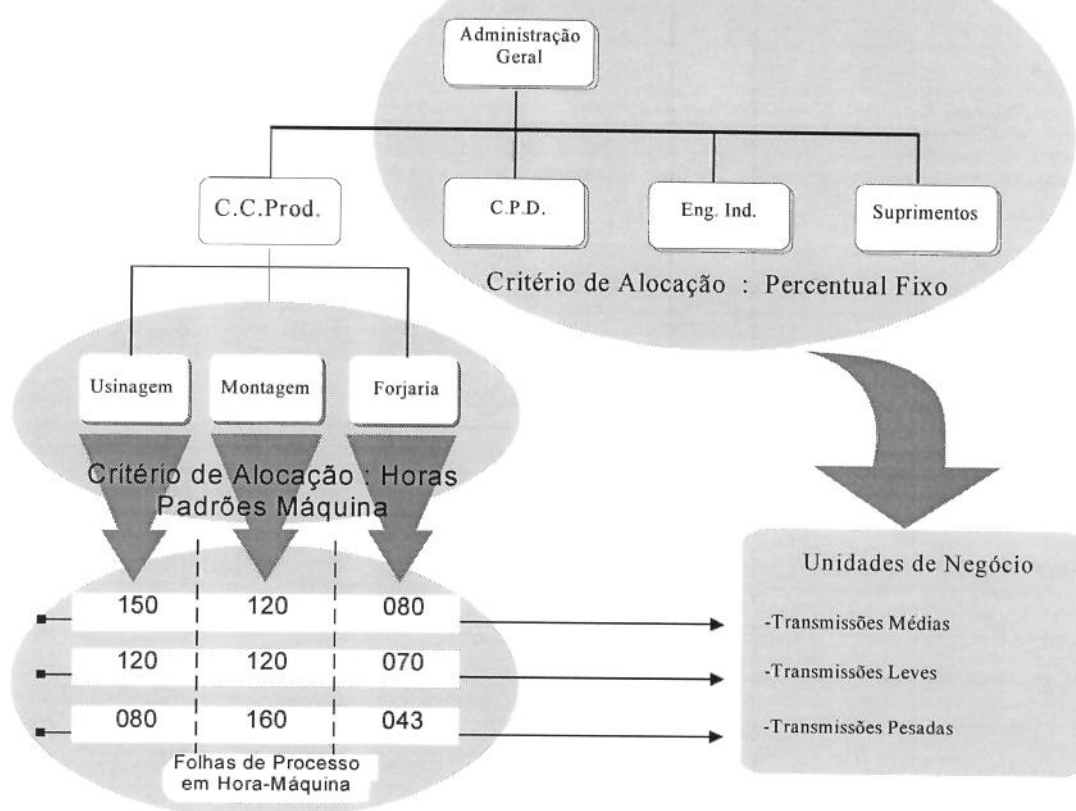 Administração
Geral
C.C.Prod.
C.P.D.
Eng. Ind.
Suprimentos
Critério de Alocação : Percentual Fixo
Usinagem
Montagem
Forjaria
Critério de Alocação : Horas
Padrões Máquina
150
120
080
120
120
070
080
160
043
Folhas de Processo
em Hora-Máquina
Unidades de Negócio
-Transmissões Médias
-Transmissões Leves
-Transmissões Pesadas